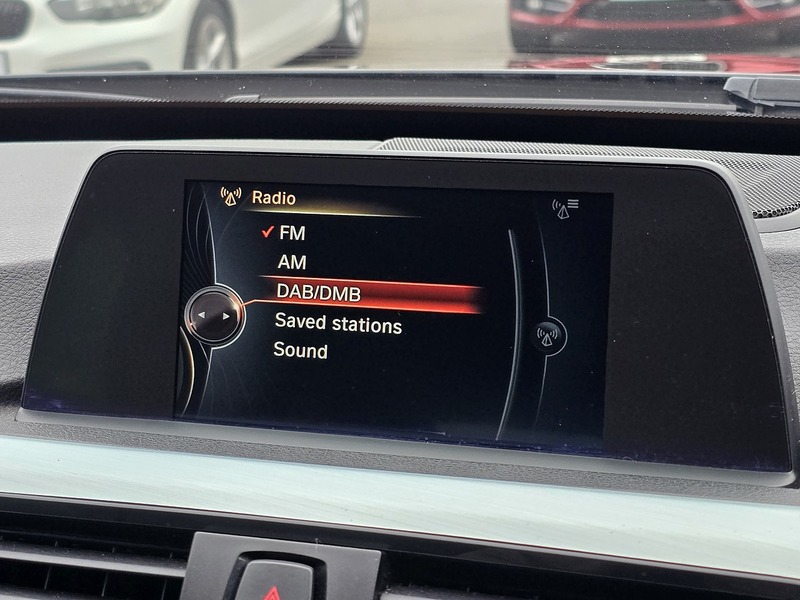 Radio
FM
AM
DAB/DMB
Saved stations
Sound